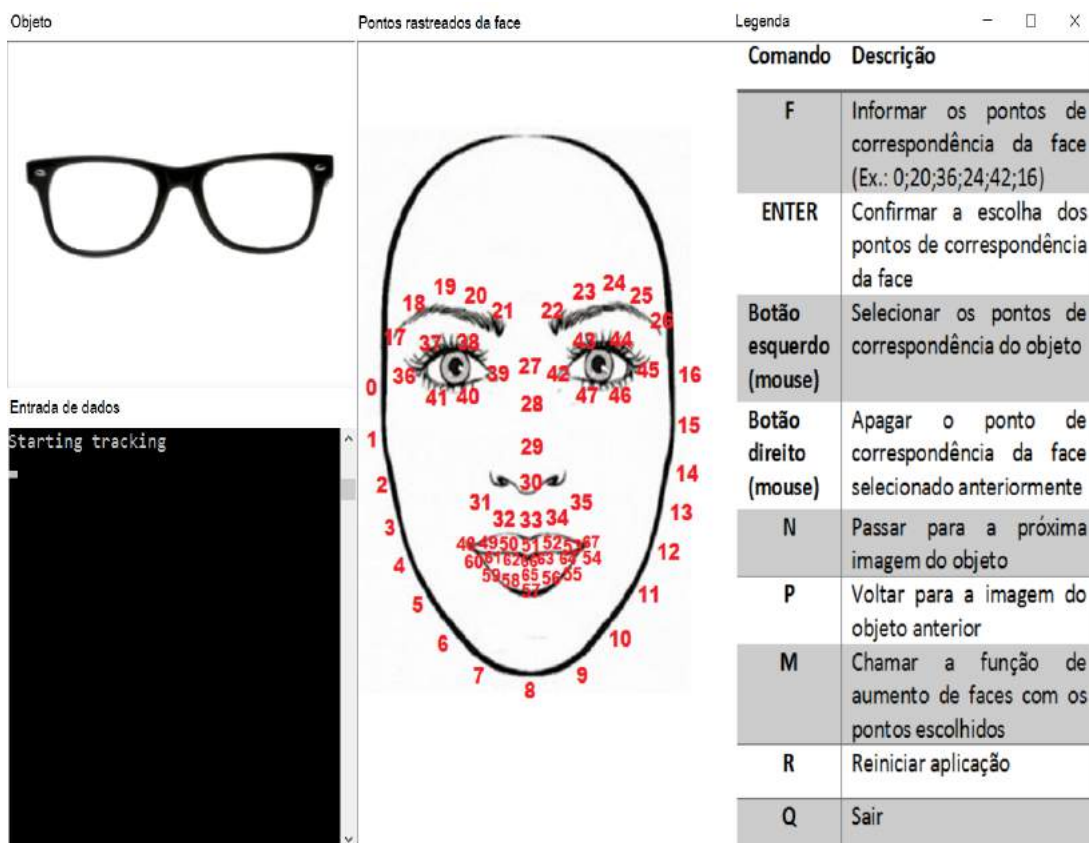 Objeto
Entrada de dados
Starting tracking
Pontos rastreados da face
24
19 20 23 25
18 21 22 26
17 37 38 43 44
0 36 39 27 42 45 16
41 40 28 47 46
1 29 15
2 30 14
31 35 13
3 32 33 34
48 49 50 51 52 67 12
4 60 61 62 66 63 64 54
59 58 65 56 55
5 57 11
6 10
7 8 9
Legenda
Comando Descrição
F Informar os pontos de
correspondência da face
(Ex.: 0;20;36;24;42;16)
ENTER Confirmar a escolha dos
pontos de correspondência
da face
Botão Selecionar os pontos de
esquerdo correspondência do objeto
(mouse)
Botão Apagar o ponto de
direito correspondência da face
(mouse) selecionado anteriormente
N Passar para a próxima
imagem do objeto
P Voltar para a imagem do
objeto anterior
M Chamar a função de
aumento de faces com os
pontos escolhidos
R Reiniciar aplicação
Q Sair